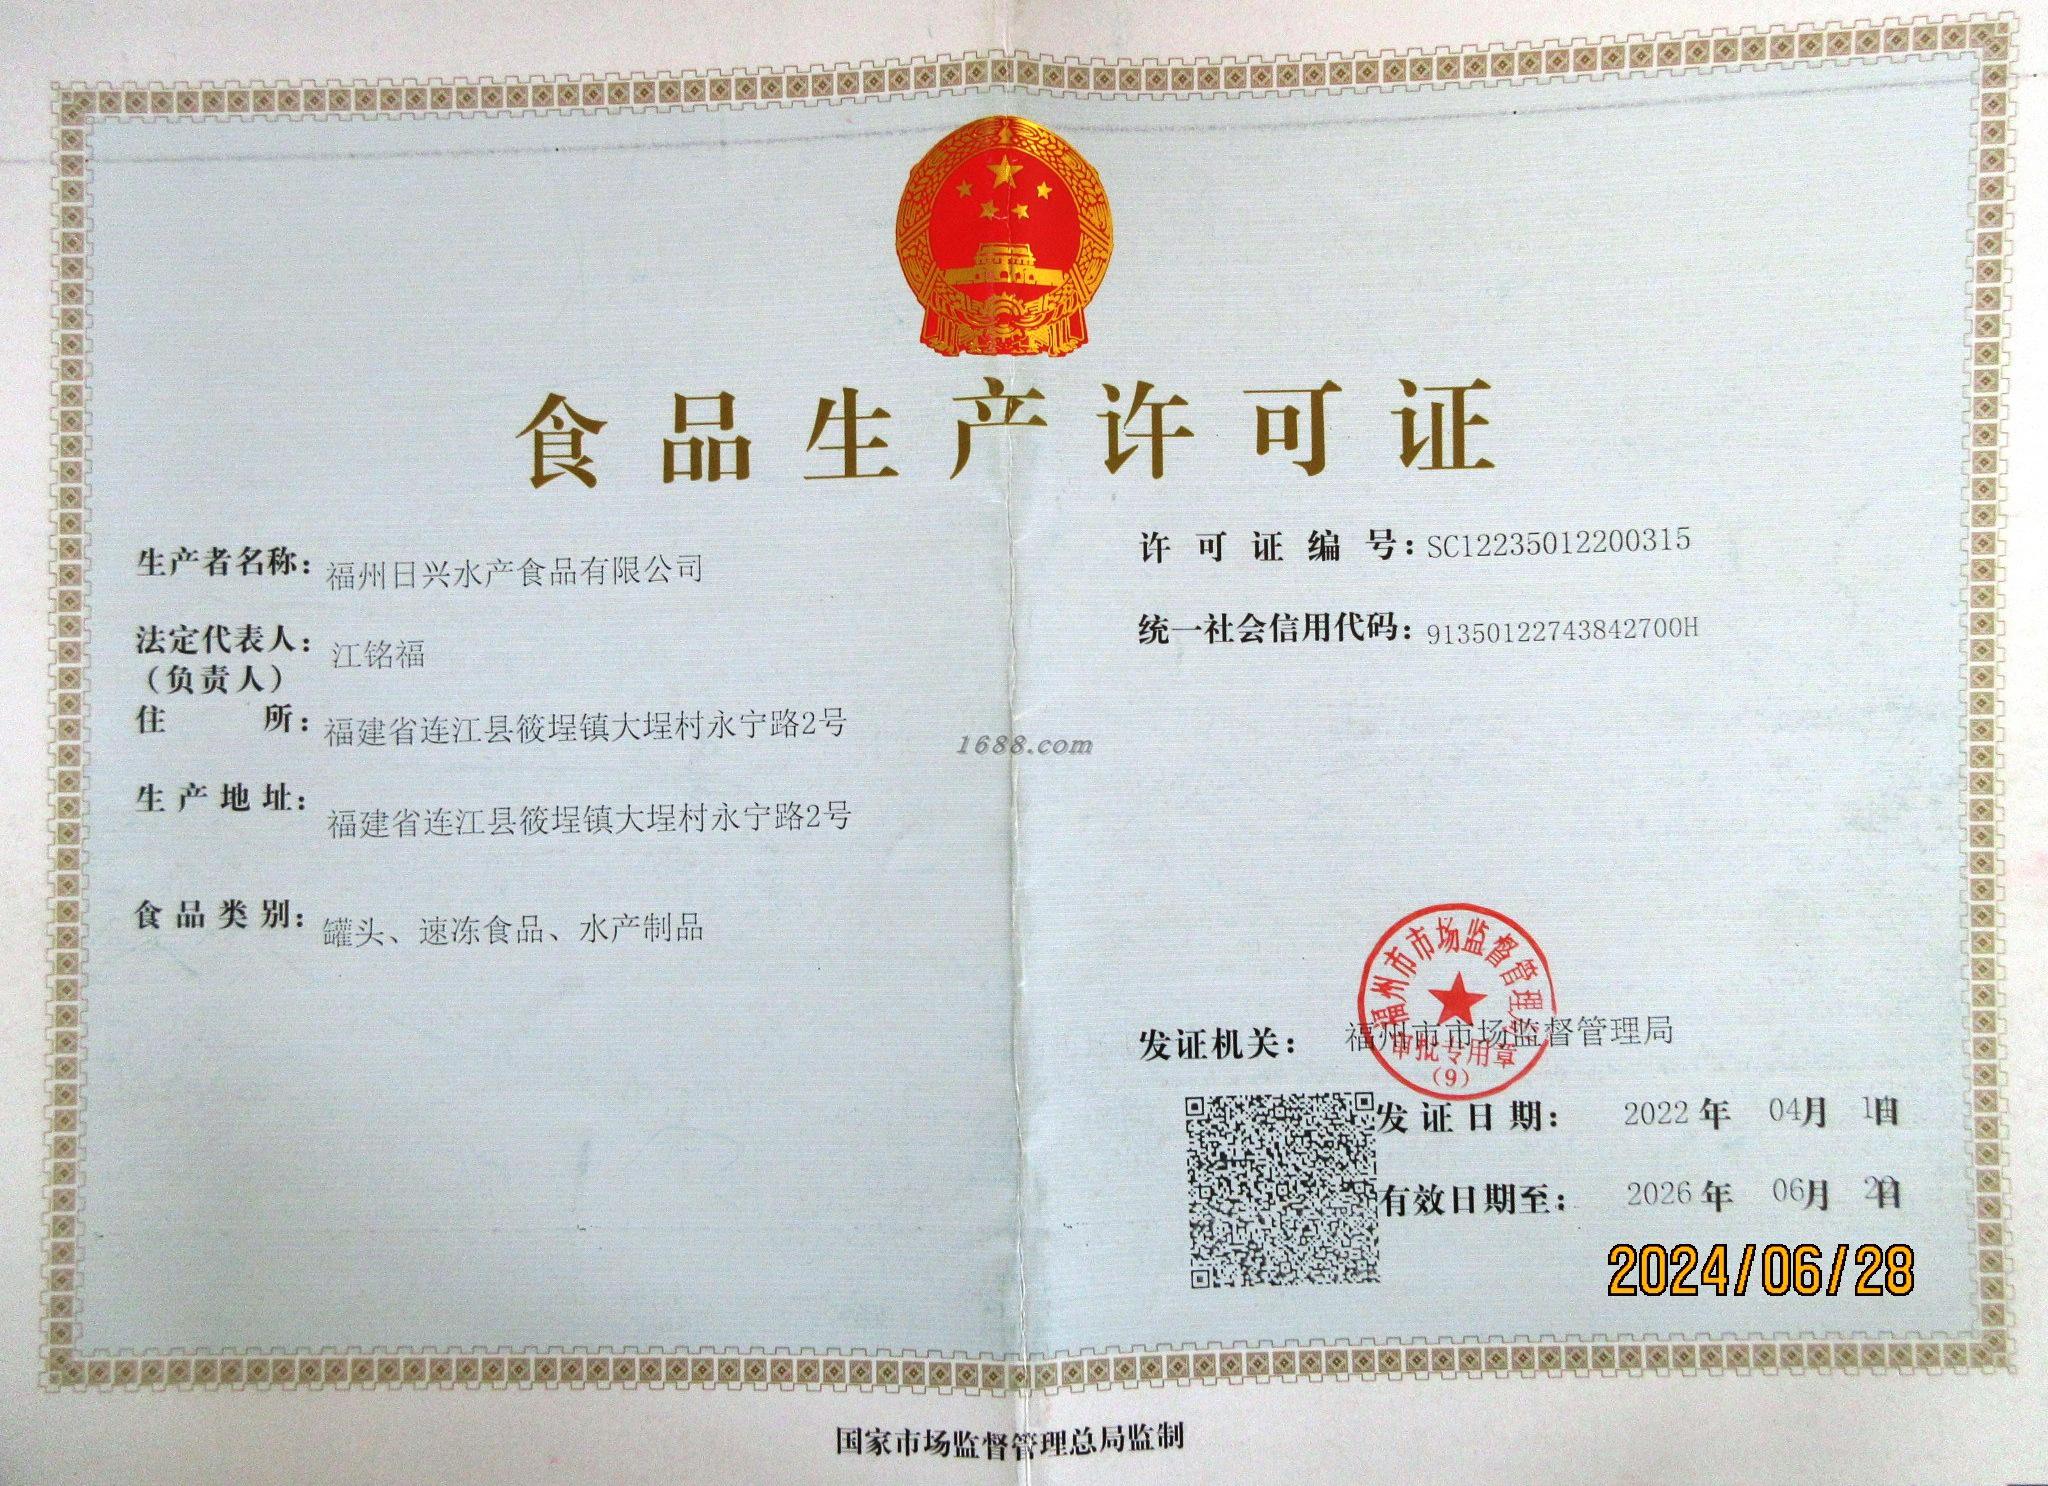 食品生产许可证
生产者名称：福州日兴水产食品有限公司
法定代表人：江铭福
（负责人）
住所：福建省连江县筱埕镇大埕村永宁路2号
生产地址：福建省连江县筱埕镇大埕村永宁路2号
食品类别：罐头、速冻食品、水产制品
许可证编号：SC12235012200315
统一社会信用代码：91350122743842700H
1688.com
福州市市场监督管理局
审批专用章
（9）
发证机关：福州市市场监督管理局
发证日期：2022年 04月 日
有效日期至：2026年 06月 日
2024/06/28
国家市场监督管理总局监制